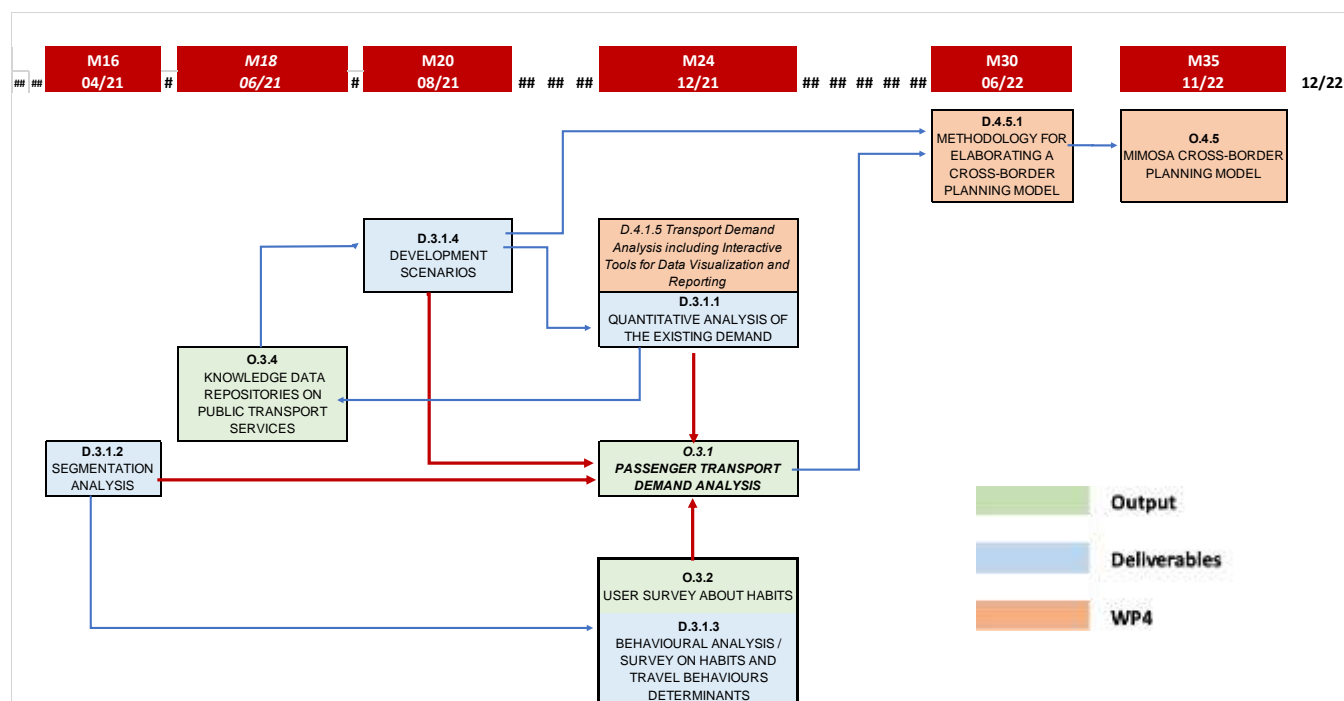 M16
04/21
M18
06/21
M20
08/21
M24
12/21
M30
06/22
M35
11/22
## ## # # ## ## ## ## ## ## ## ## 12/22
D.4.5.1
METHODOLOGY FOR
ELABORATING A
CROSS-BORDER
PLANNING MODEL
O.4.5
MIMOSA CROSS-BORDER
PLANNING MODEL
D.3.1.4
DEVELOPMENT
SCENARIOS
D.4.1.5 Transport Demand
Analysis including Interactive
Tools for Data Visualization and
Reporting
D.3.1.1
QUANTITATIVE ANALYSIS OF
THE EXISTING DEMAND
O.3.4
KNOWLEDGE DATA
REPOSITORIES ON
PUBLIC TRANSPORT
SERVICES
D.3.1.2
SEGMENTATION
ANALYSIS
O.3.1
PASSENGER TRANSPORT
DEMAND ANALYSIS
O.3.2
USER SURVEY ABOUT HABITS
D.3.1.3
BEHAVIOURAL ANALYSIS /
SURVEY ON HABITS AND
TRAVEL BEHAVIOURS
DETERMINANTS
Output
Deliverables
WP4